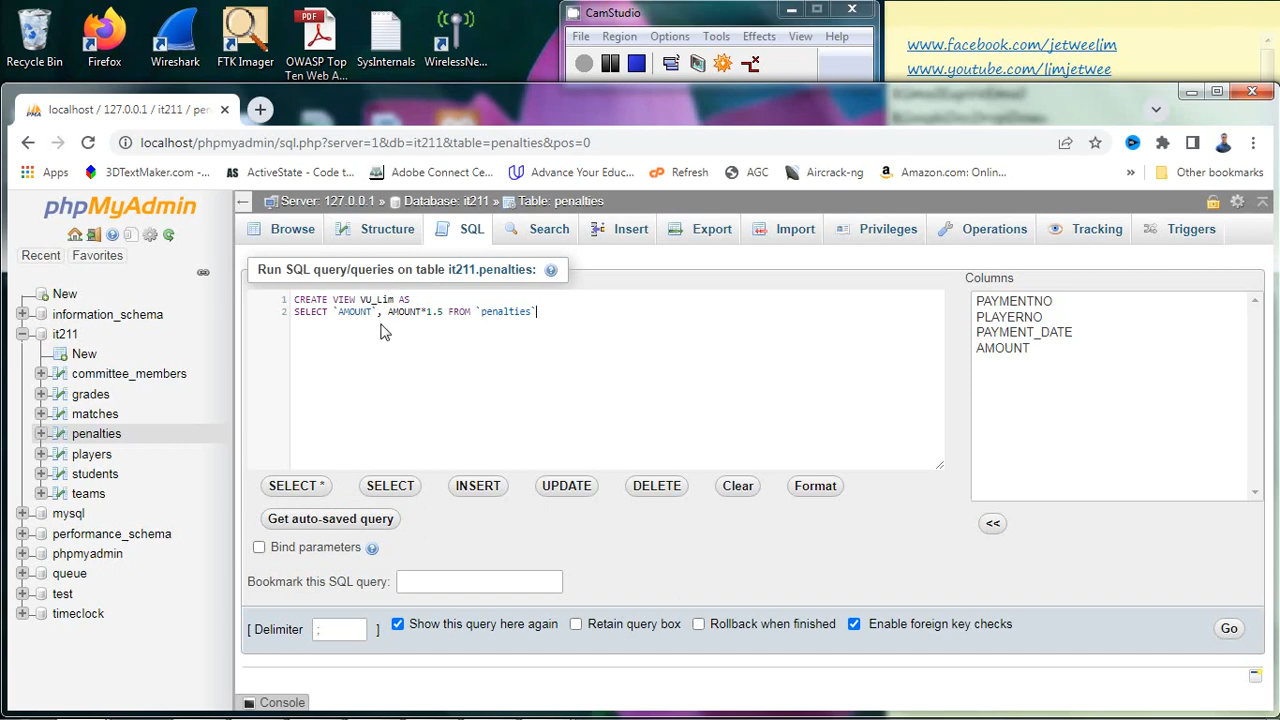 Recycle Bin
Firefox
Wireshark
FTK Imager
PDF
OWASP Top Ten Web A...
SysInternals
WirelessNe...
CamStudio
File Region Options Tools Effects View Help
www.facebook.com/jetweelim
www.youtube.com/limjetwee
localhost / 127.0.0.1 / it211 / pen
localhost/phpmyadmin/sql.php?server=1&db=it211&table=penalties&pos=0
Apps
3DTextMaker.com -...
AS ActiveState - Code t...
Adobe Connect Ce...
Advance Your Educ...
cP Refresh
AGC
Aircrack-ng
Amazon.com: Onlin...
»
Other bookmarks
phpMyAdmin
Recent Favorites
New
information_schema
it211
New
committee_members
grades
matches
penalties
players
students
teams
mysql
performance_schema
phpmyadmin
queue
test
timeclock
Server: 127.0.0.1 » Database: it211 » Table: penalties
Browse Structure SQL Search Insert Export Import Privileges Operations Tracking Triggers
Run SQL query/queries on table it211.penalties:
1 CREATE VIEW VU_Lim AS
2 SELECT `AMOUNT`, AMOUNT*1.5 FROM `penalties`
Columns
PAYMENTNO
PLAYERNO
PAYMENT_DATE
AMOUNT
<<
SELECT * SELECT INSERT UPDATE DELETE Clear Format
Get auto-saved query
Bind parameters
Bookmark this SQL query:
[ Delimiter ; ] Show this query here again Retain query box Rollback when finished Enable foreign key checks Go
Console